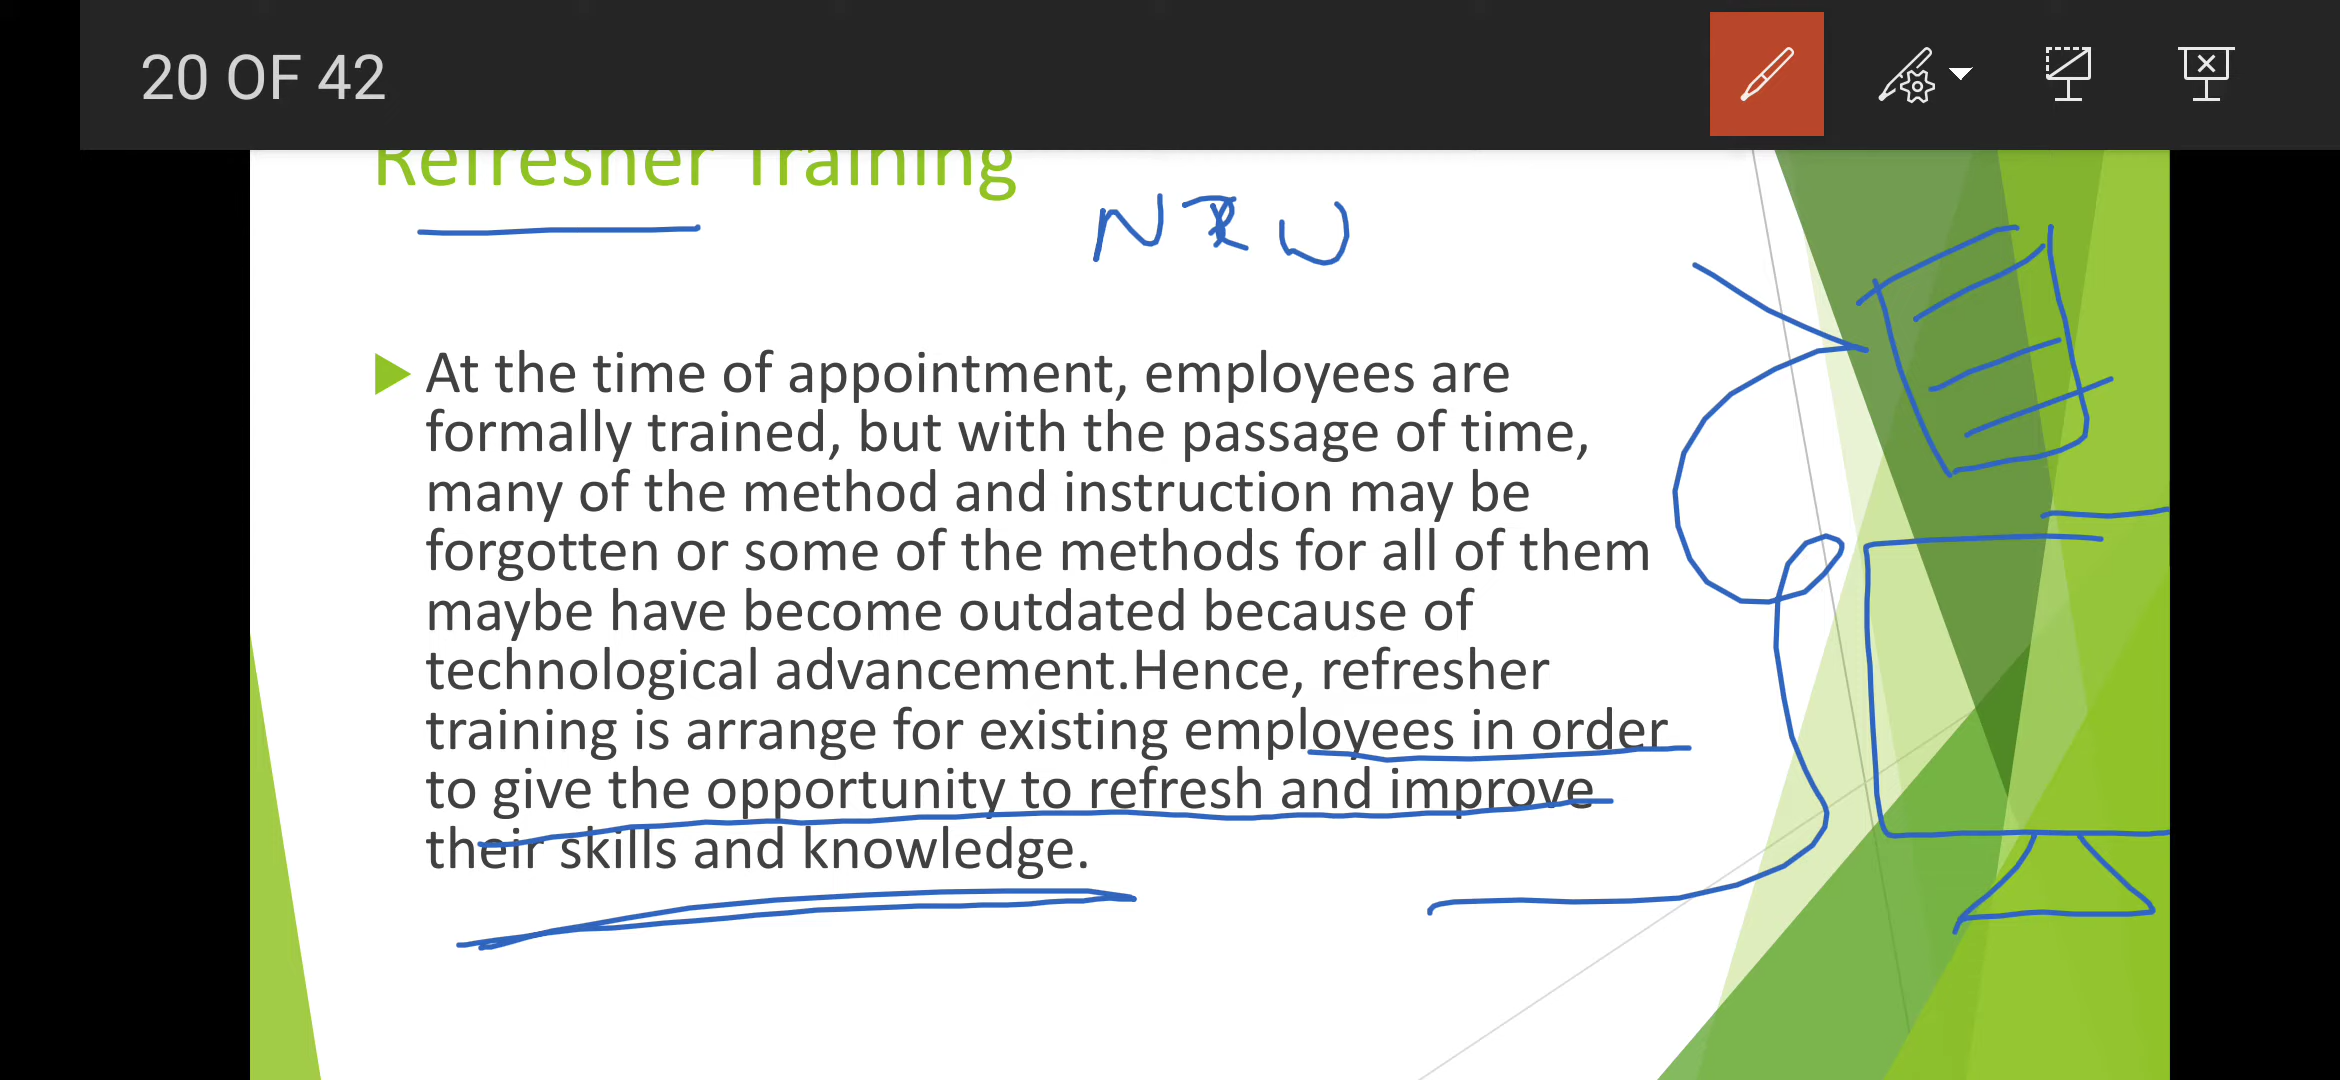 20 OF 42
Refresher Training
N R U
At the time of appointment, employees are
formally trained, but with the passage of time,
many of the method and instruction may be
forgotten or some of the methods for all of them
maybe have become outdated because of
technological advancement.Hence, refresher
training is arrange for existing employees in order
to give the opportunity to refresh and improve
their skills and knowledge.